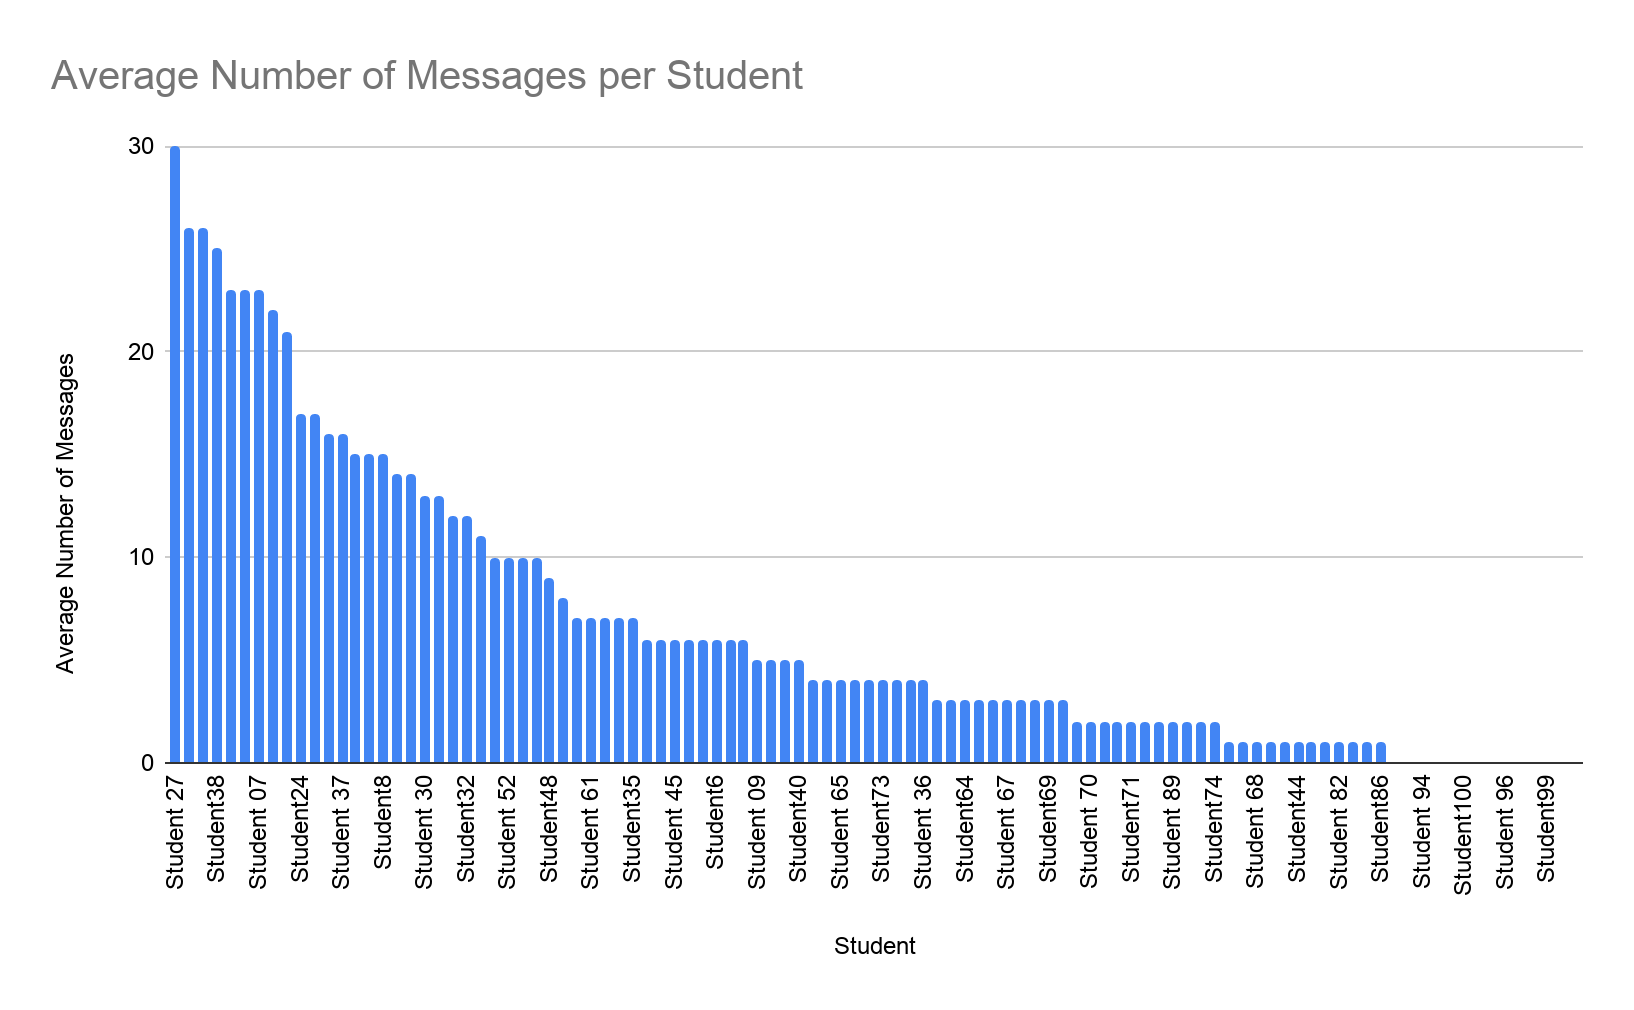 Average Number of Messages per Student
Average Number of Messages
30
20
10
0
Student 27
Student38
Student 07
Student24
Student 37
Student8
Student 30
Student32
Student 52
Student48
Student 61
Student35
Student 45
Student6
Student 09
Student40
Student 65
Student73
Student 36
Student64
Student 67
Student69
Student 70
Student71
Student 89
Student74
Student 68
Student44
Student 82
Student86
Student 94
Student100
Student 96
Student99
Student